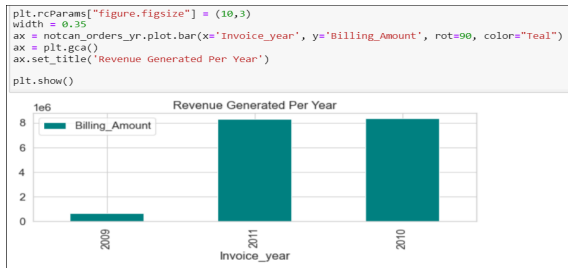 plt.rcParams["figure.figsize"] = (10,3)
width = 0.35
ax = notcan_orders_yr.plot.bar(x='Invoice_year', y='Billing_Amount', rot=90, color="Teal")
ax = plt.gca()
ax.set_title('Revenue Generated Per Year')
plt.show()
1e6
Revenue Generated Per Year
8
Billing_Amount
6
4
2
0
2009
2011
2010
Invoice_year